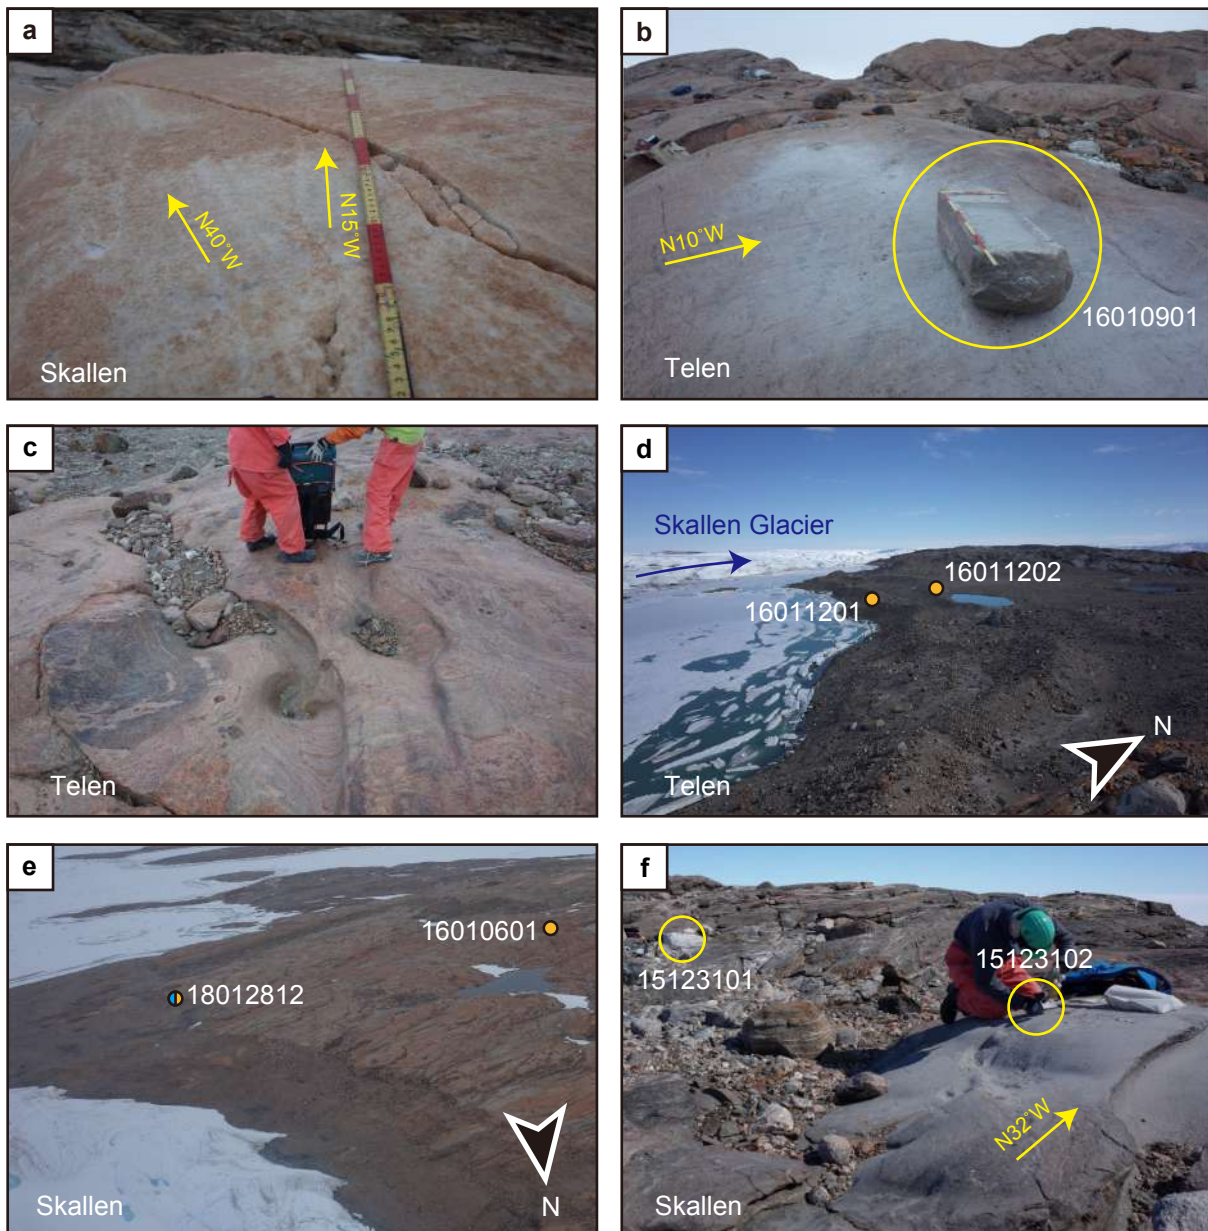 a
N40°W
N15°W
Skallen
b
N10°W
16010901
Telen
c
Telen
d
Skallen Glacier
16011202
16011201
N
Telen
e
16010601
18012812
N
Skallen
f
15123101
15123102
N32°W
Skallen